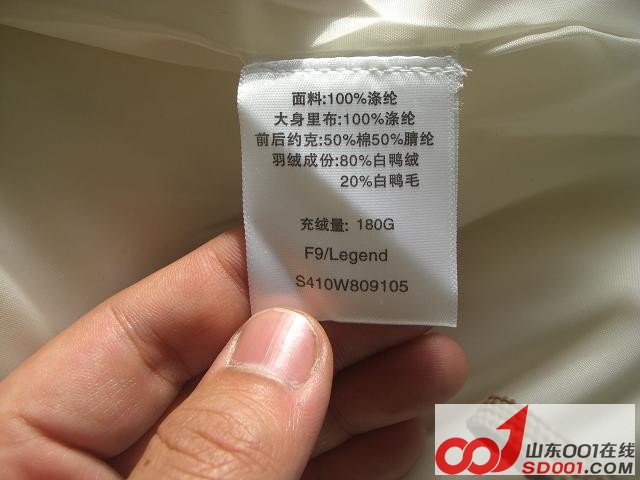 面料:100%涤纶
大身里布:100%涤纶
前后约克:50%棉50%腈纶
羽绒成份:80%白鸭绒
20%白鸭毛
充绒量: 180G
F9/Legend
S410W809105
山东001在线
SD001.COM